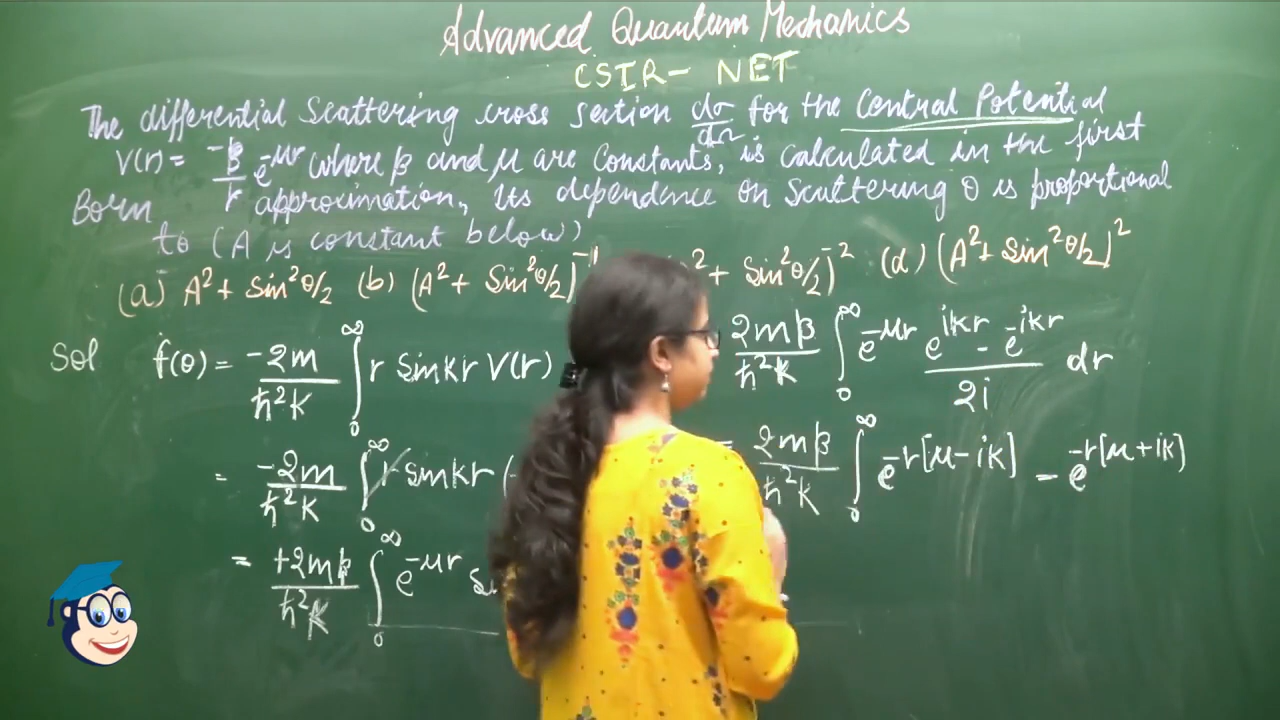 Advanced Quantum Mechanics
CSIR- NET
The differential Scattering cross section dσ/dΩ for the Central Potential
V(r) = -β/r e^-μr where β and μ are constants, is calculated in the first
Born approximation, Its dependence on scattering θ is proportional
to (A is constant below)
(a) A²+ Sin²θ/2 (b) (A²+ Sin²θ/2)^-1 ² + Sin²θ/2)^-2 (d) (A²+ Sin²θ/2)²
Sol f(θ) = -2m/ħ²K ∫₀^∞ r Sinkr V(r)
= -2m/ħ²K ∫₀^∞ r sinkr (
= +2mβ/ħ²K ∫₀^∞ e^-μr
2mβ/ħ²K ∫₀^∞ e^-μr (e^ikr - e^-ikr)/2i dr
= 2mβ/ħ²K ∫₀^∞ e^-r[μ-ik] - e^-r[μ+ik]